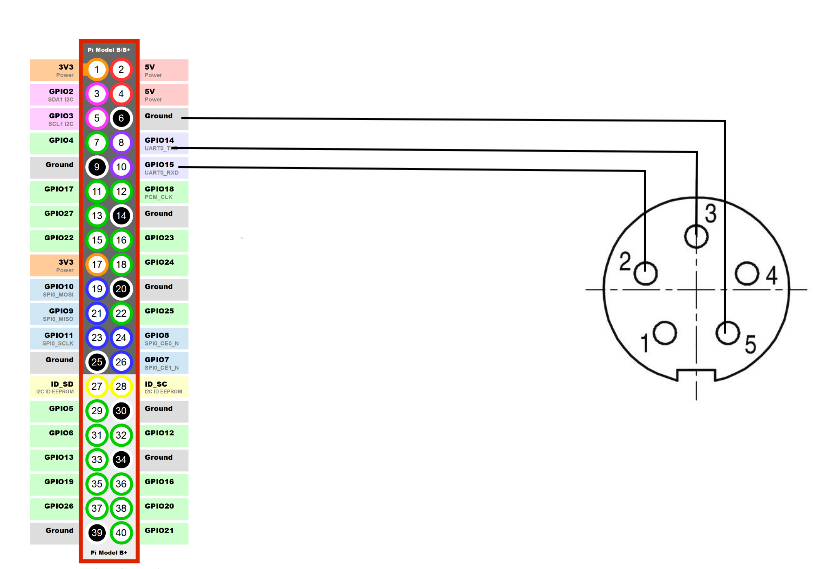 Pi Model B/B+
3V3 Power 1 2 5V Power
GPIO2 SDA1 I2C 3 4 5V Power
GPIO3 SCL1 I2C 5 6 Ground
GPIO4 7 8 GPIO14 UART0_TXD
Ground 9 10 GPIO15 UART0_RXD
GPIO17 11 12 GPIO18 PCM_CLK
GPIO27 13 14 Ground
GPIO22 15 16 GPIO23
3V3 Power 17 18 GPIO24
GPIO10 SPI0_MOSI 19 20 Ground
GPIO9 SPI0_MISO 21 22 GPIO25
GPIO11 SPI0_SCLK 23 24 GPIO8 SPI0_CE0_N
Ground 25 26 GPIO7 SPI0_CE1_N
ID_SD I2C ID EEPROM 27 28 ID_SC I2C ID EEPROM
GPIO5 29 30 Ground
GPIO6 31 32 GPIO12
GPIO13 33 34 Ground
GPIO19 35 36 GPIO16
GPIO26 37 38 GPIO20
Ground 39 40 GPIO21
Pi Model B+
3
2
4
1
5